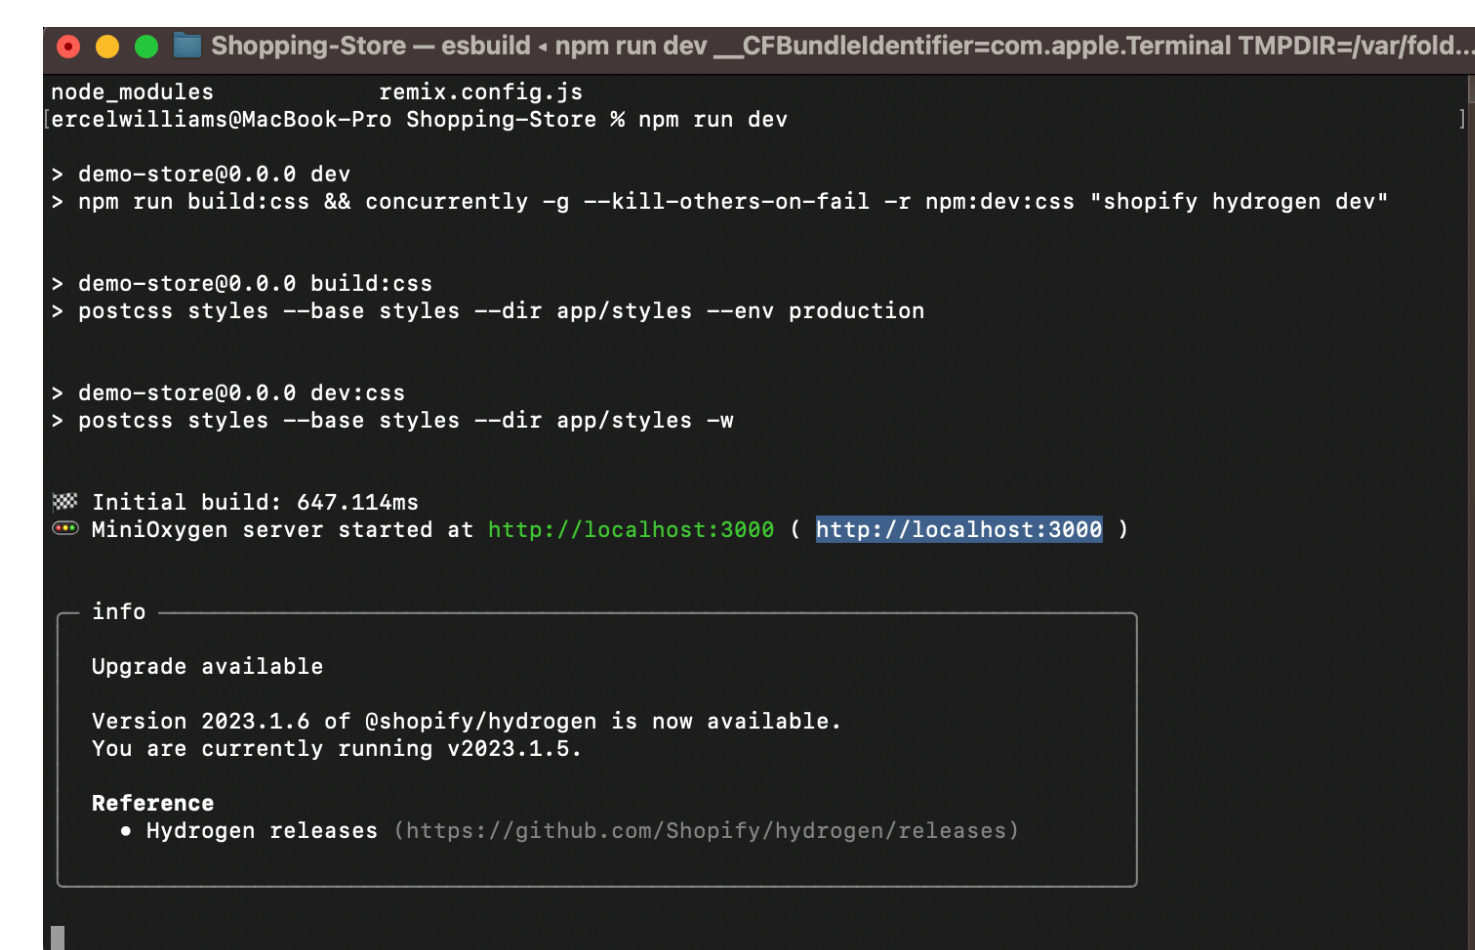 Shopping-Store — esbuild ◂ npm run dev __CFBundleIdentifier=com.apple.Terminal TMPDIR=/var/fold...
node_modules remix.config.js
[ercelwilliams@MacBook-Pro Shopping-Store % npm run dev ]
> demo-store@0.0.0 dev
> npm run build:css && concurrently -g --kill-others-on-fail -r npm:dev:css "shopify hydrogen dev"
> demo-store@0.0.0 build:css
> postcss styles --base styles --dir app/styles --env production
> demo-store@0.0.0 dev:css
> postcss styles --base styles --dir app/styles -w
🏁 Initial build: 647.114ms
🚥 MiniOxygen server started at http://localhost:3000 ( http://localhost:3000 )
info
Upgrade available
Version 2023.1.6 of @shopify/hydrogen is now available.
You are currently running v2023.1.5.
Reference
• Hydrogen releases (https://github.com/Shopify/hydrogen/releases)